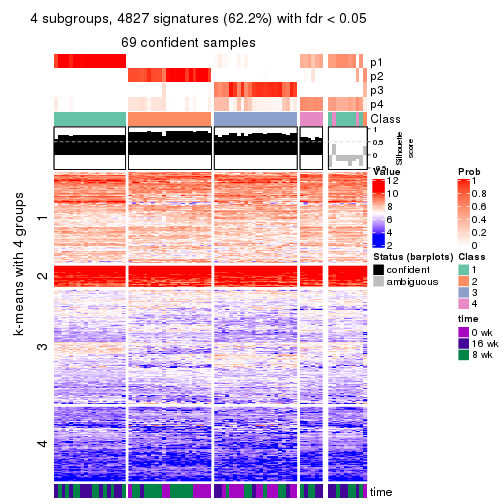 4 subgroups, 4827 signatures (62.2%) with fdr < 0.05
69 confident samples
p1
p2
p3
p4
Class
1
0.5
0
-0.5
Silhouette
score
k-means with 4 groups
1
2
3
4
time
Value
12
10
8
6
4
2
Prob
1
0.8
0.6
0.4
0.2
0
Status (barplots)
confident
ambiguous
Class
1
2
3
4
time
0 wk
16 wk
8 wk